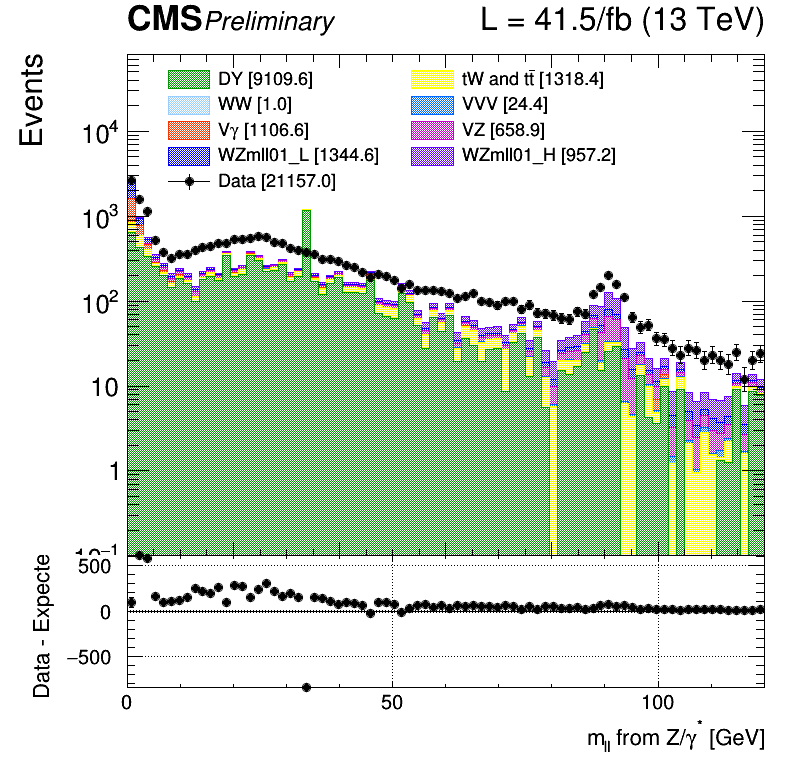 CMS Preliminary L = 41.5/fb (13 TeV)
Events
DY [9109.6] tW and tt̄ [1318.4]
WW [1.0] VVV [24.4]
Vγ [1106.6] VZ [658.9]
WZmll01_L [1344.6] WZmll01_H [957.2]
Data [21157.0]
10⁴
10³
10²
10
1
10⁻¹
Data - Expecte
500
0
−500
0 50 100
m_ll from Z/γ* [GeV]